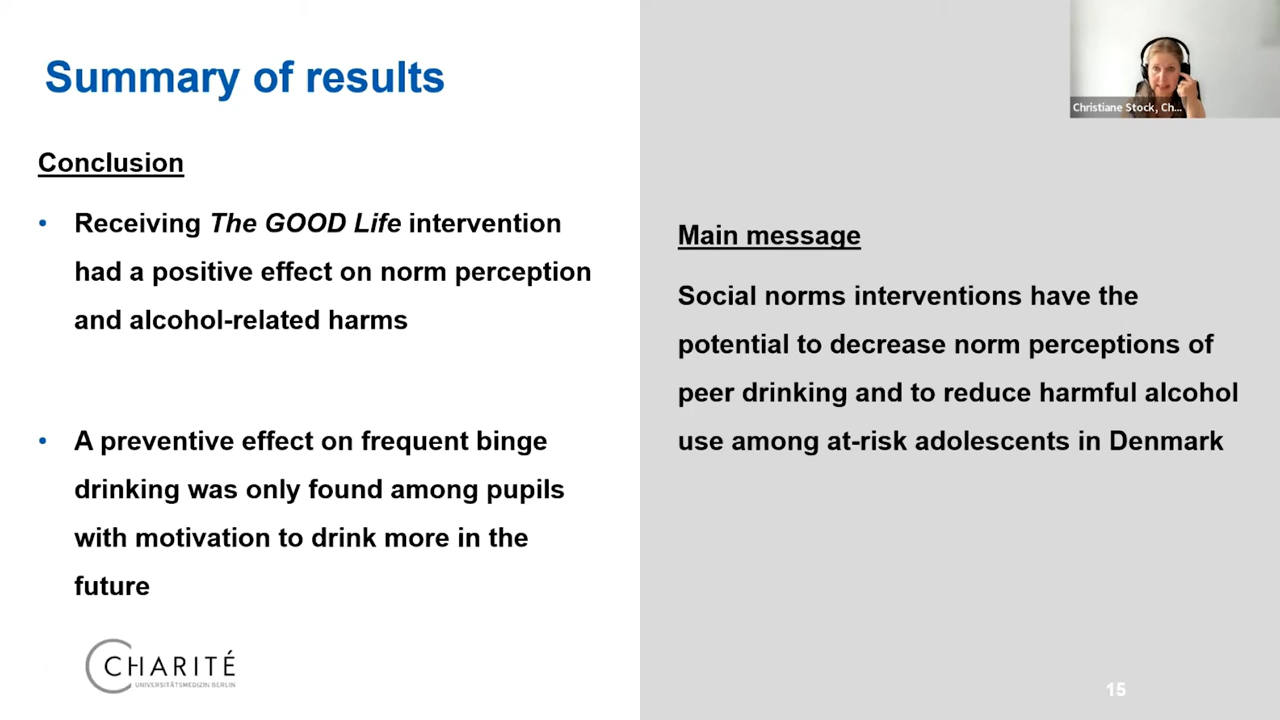 Summary of results
Conclusion
• Receiving The GOOD Life intervention
had a positive effect on norm perception
and alcohol-related harms
• A preventive effect on frequent binge
drinking was only found among pupils
with motivation to drink more in the
future
CHARITÉ
UNIVERSITÄTSMEDIZIN BERLIN
Christiane Stock, Ch...
Main message
Social norms interventions have the
potential to decrease norm perceptions of
peer drinking and to reduce harmful alcohol
use among at-risk adolescents in Denmark
15